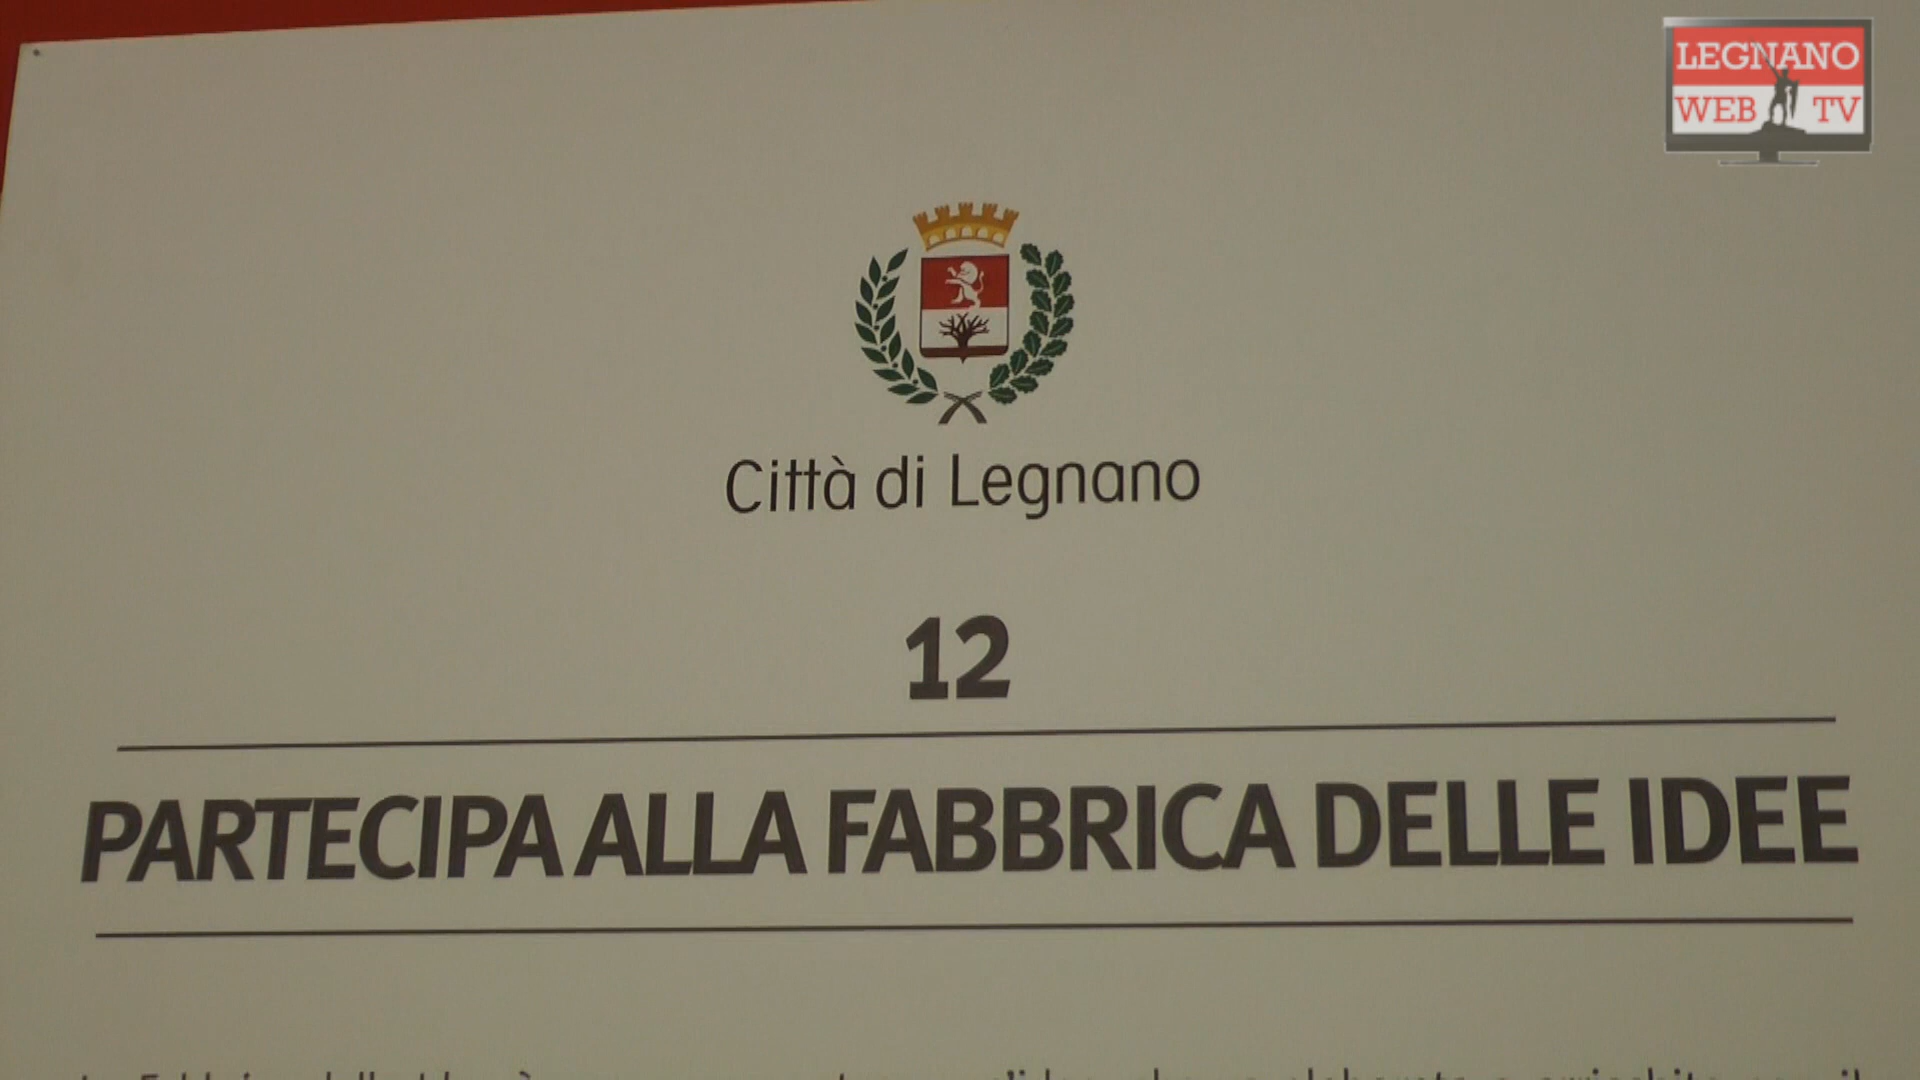 LEGNANO
WEB TV
Città di Legnano
12
PARTECIPA ALLA FABBRICA DELLE IDEE